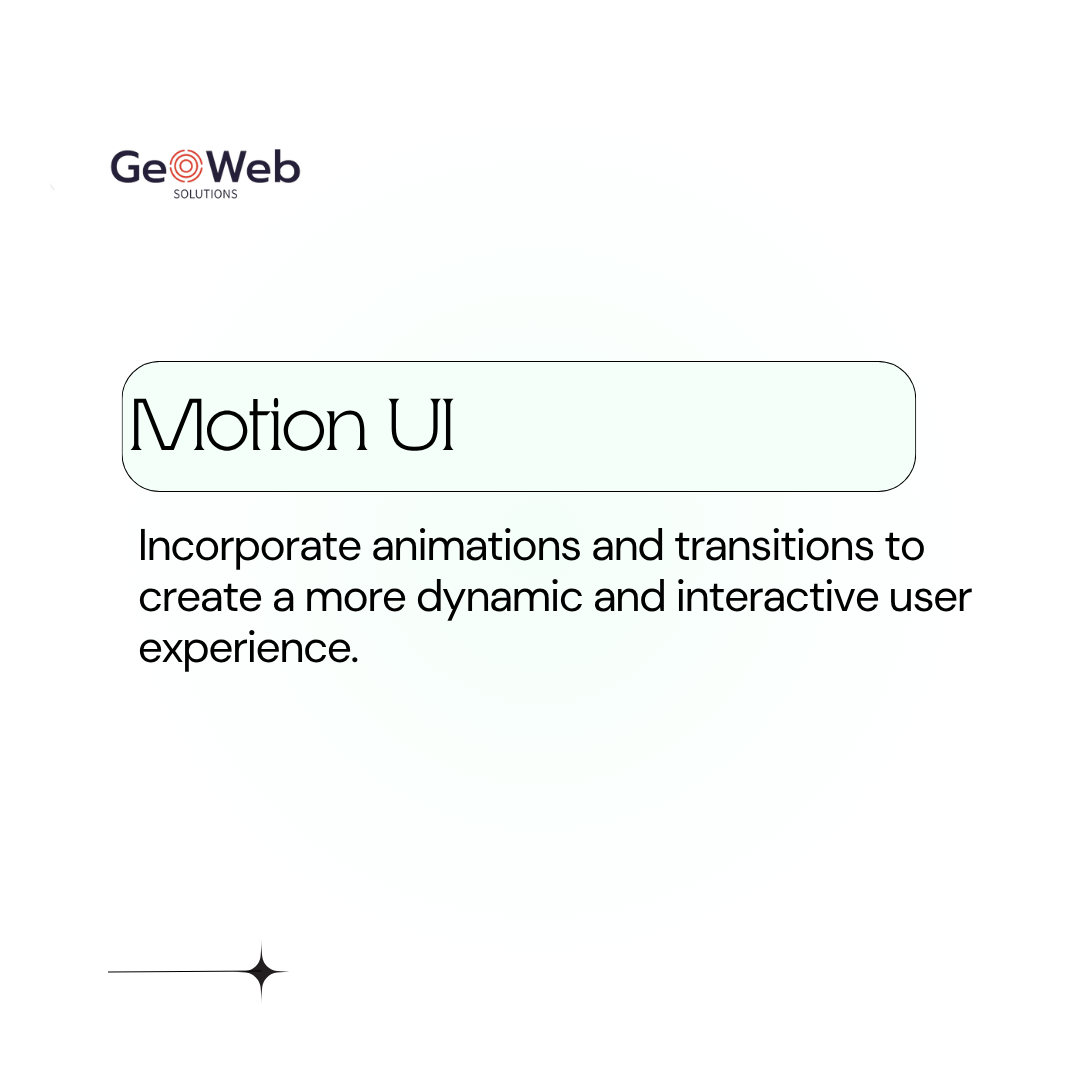 GeoWeb
SOLUTIONS
Motion UI
Incorporate animations and transitions to
create a more dynamic and interactive user
experience.